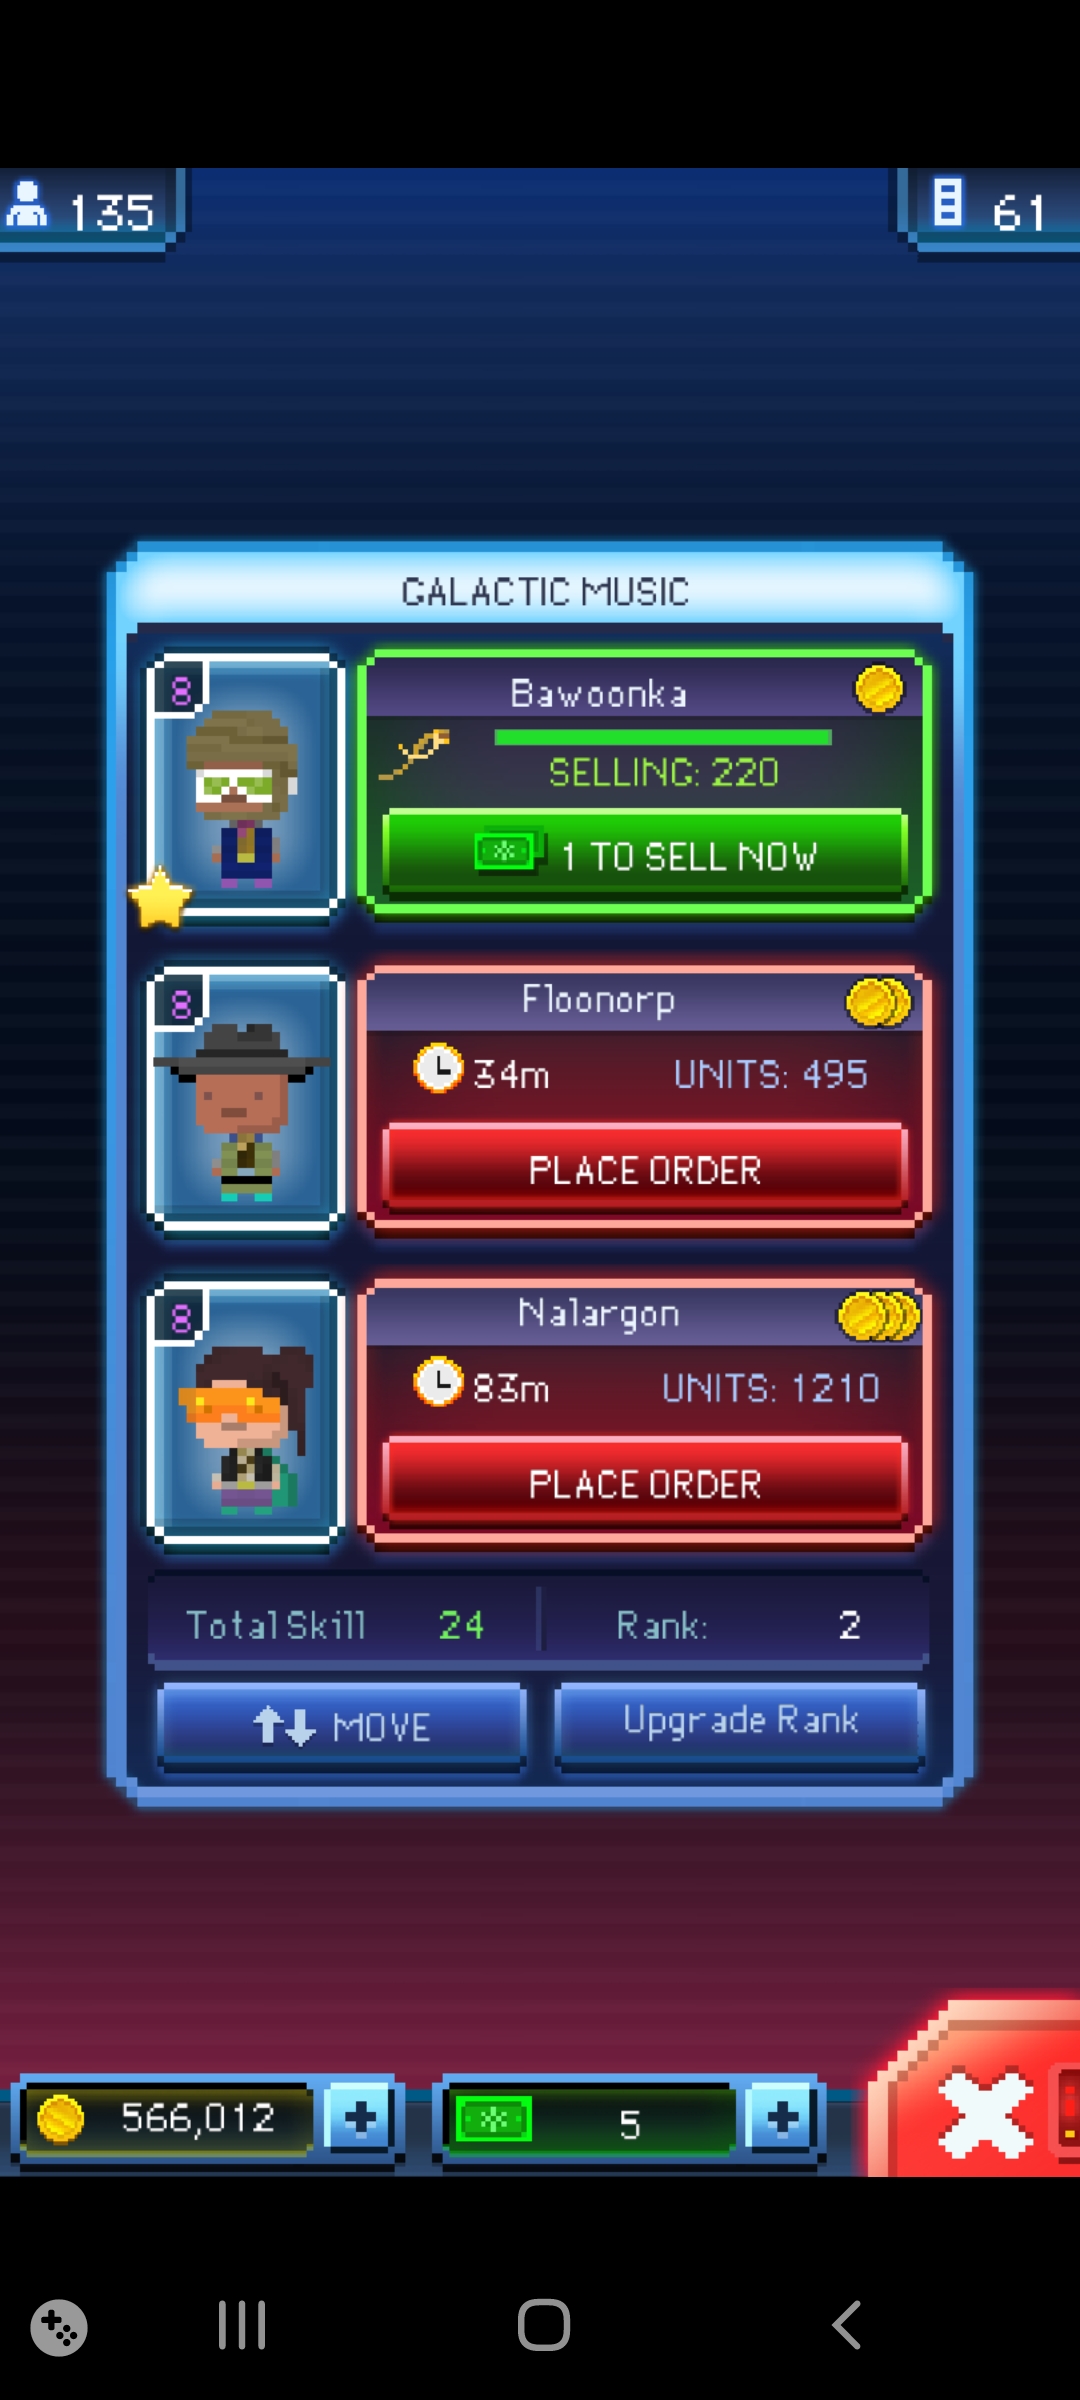 135
61
GALACTIC MUSIC
8
Bawoonka
SELLING: 220
1 TO SELL NOW
8
Floonorp
34m UNITS: 495
PLACE ORDER
8
Nalargon
83m UNITS: 1210
PLACE ORDER
Total Skill 24 Rank: 2
MOVE Upgrade Rank
566,012 5